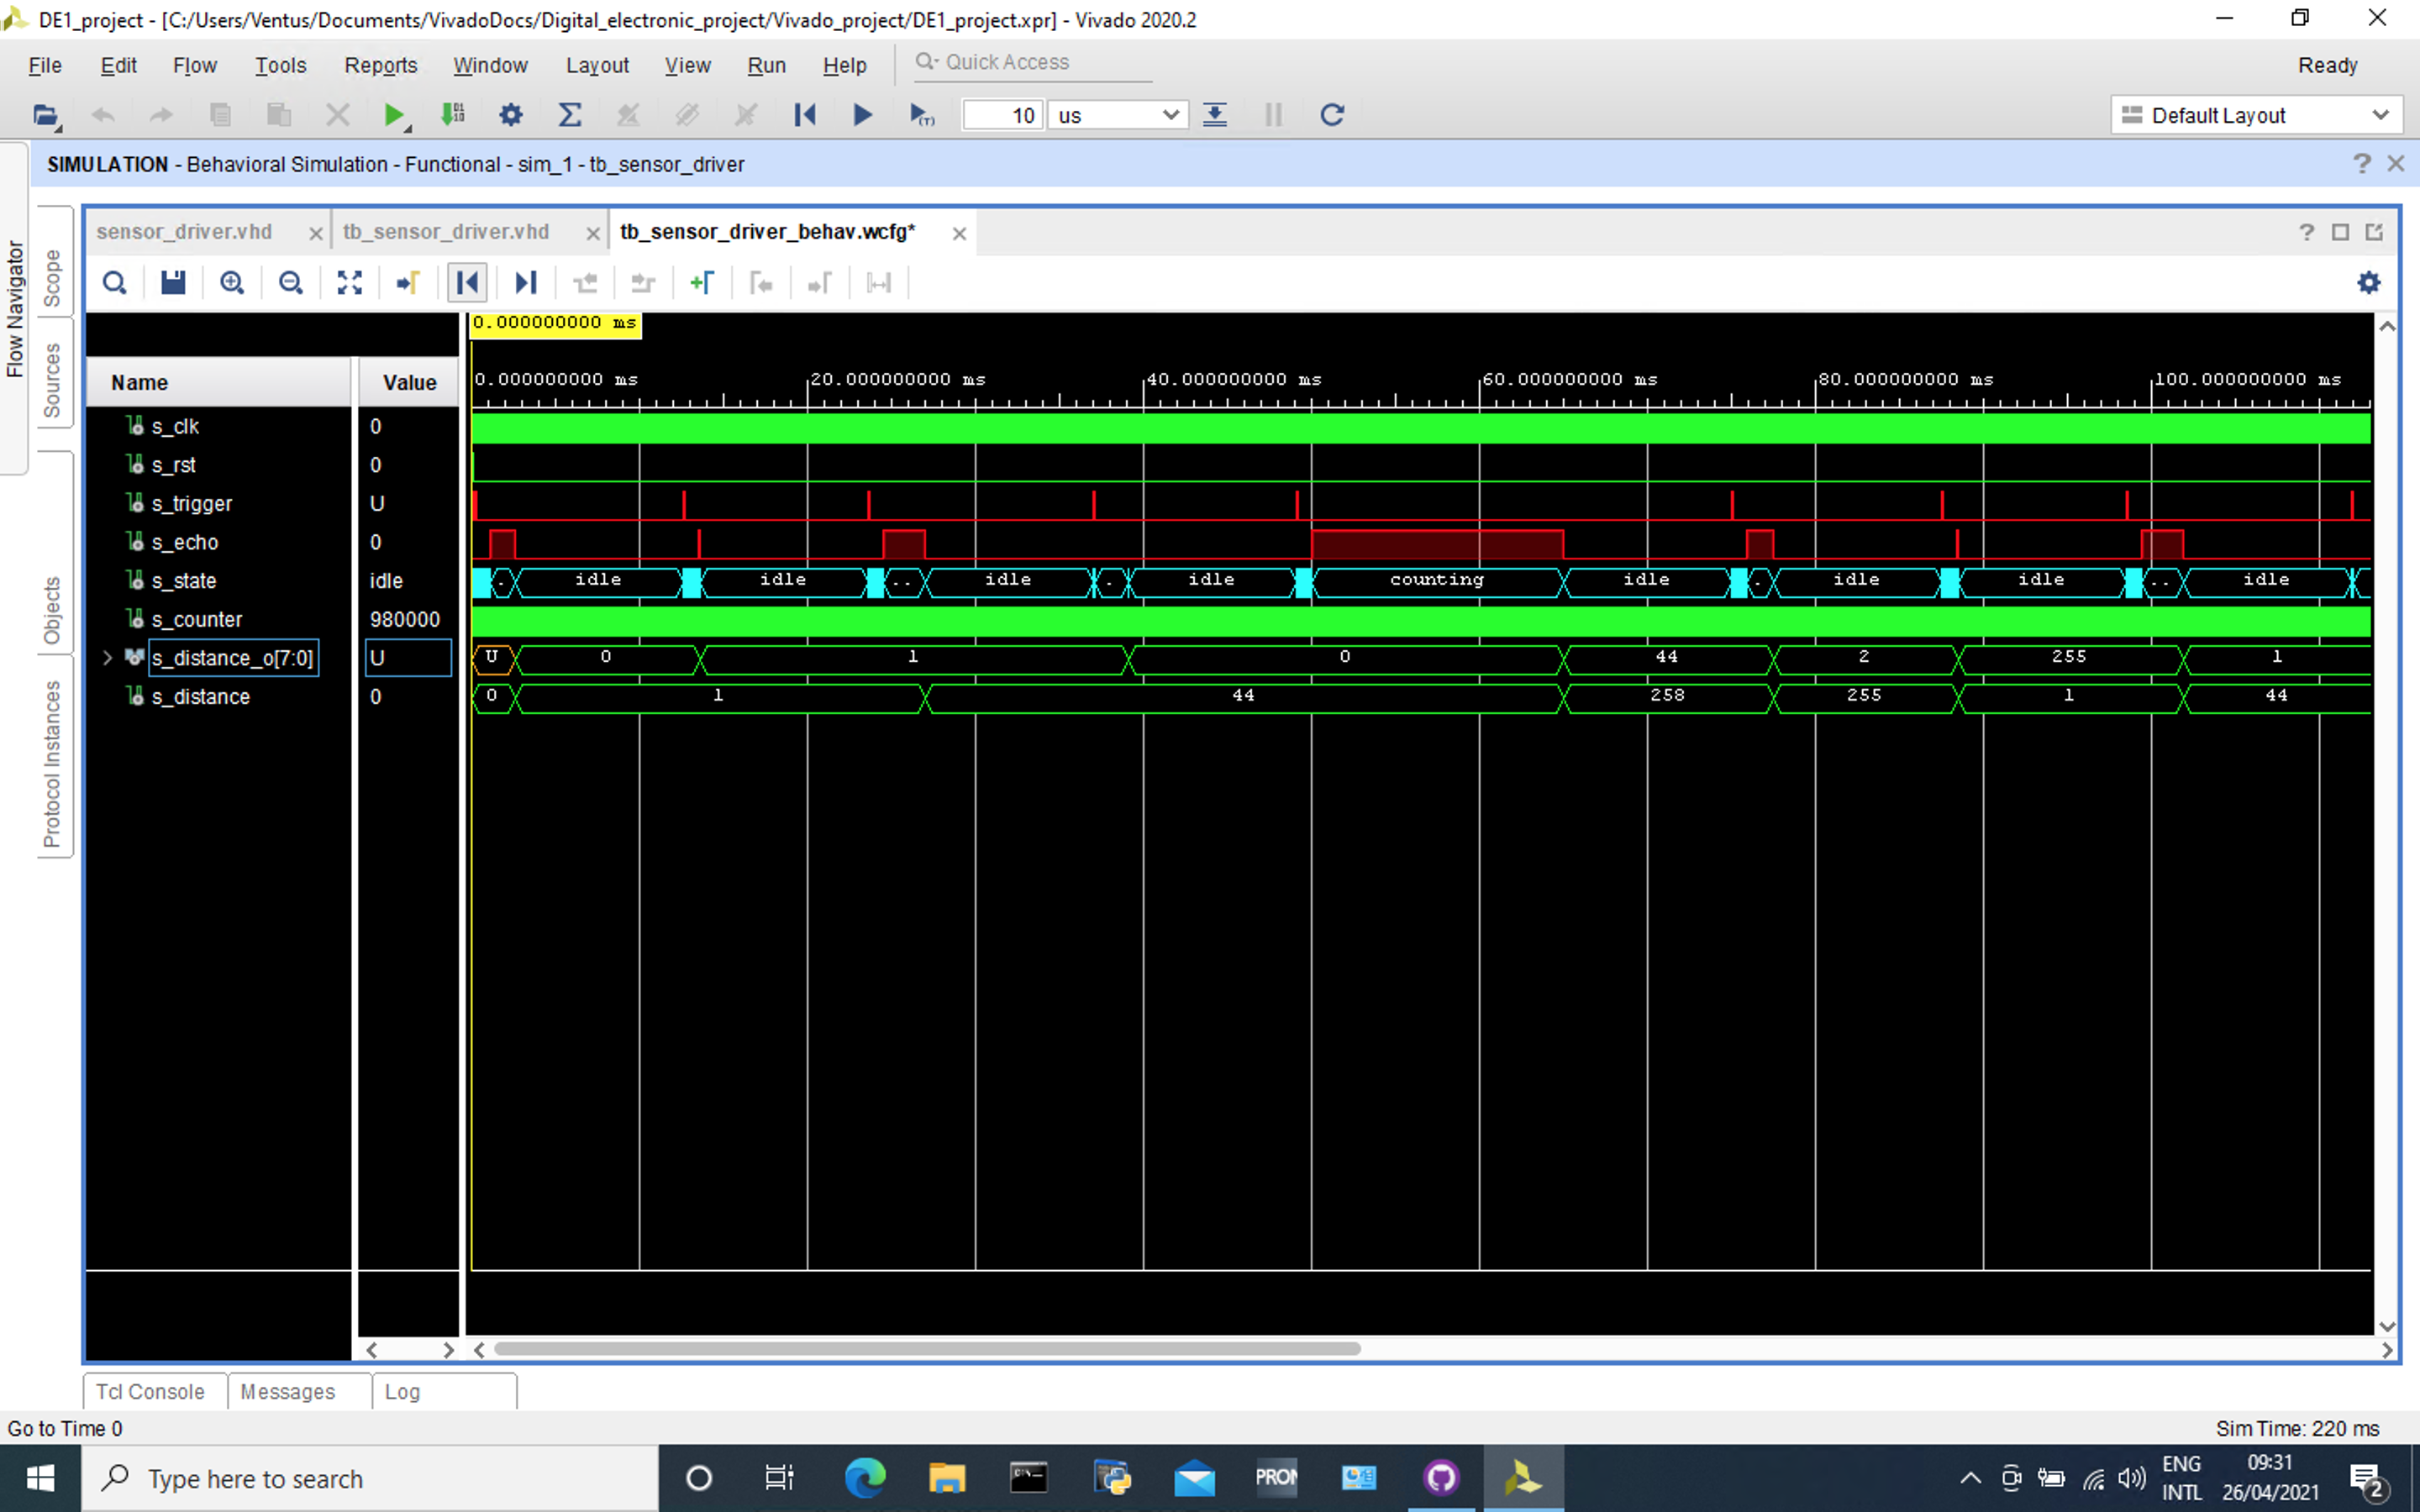 DE1_project - [C:/Users/Ventus/Documents/VivadoDocs/Digital_electronic_project/Vivado_project/DE1_project.xpr] - Vivado 2020.2
File Edit Flow Tools Reports Window Layout View Run Help Quick Access Ready
10 us Default Layout
SIMULATION - Behavioral Simulation - Functional - sim_1 - tb_sensor_driver
Flow Navigator
Scope
Sources
Objects
Protocol Instances
sensor_driver.vhd tb_sensor_driver.vhd tb_sensor_driver_behav.wcfg*
0.000000000 ms
Name Value 0.000000000 ms 20.000000000 ms 40.000000000 ms 60.000000000 ms 80.000000000 ms 100.000000000 ms
s_clk 0
s_rst 0
s_trigger U
s_echo 0
s_state idle . idle idle .. idle . idle counting idle . idle idle .. idle
s_counter 980000
s_distance_o[7:0] U U 0 1 0 44 2 255 1
s_distance 0 0 1 44 258 255 1 44
Tcl Console Messages Log
Go to Time 0 Sim Time: 220 ms
Type here to search
PRON
ENG
INTL
09:31
26/04/2021
2